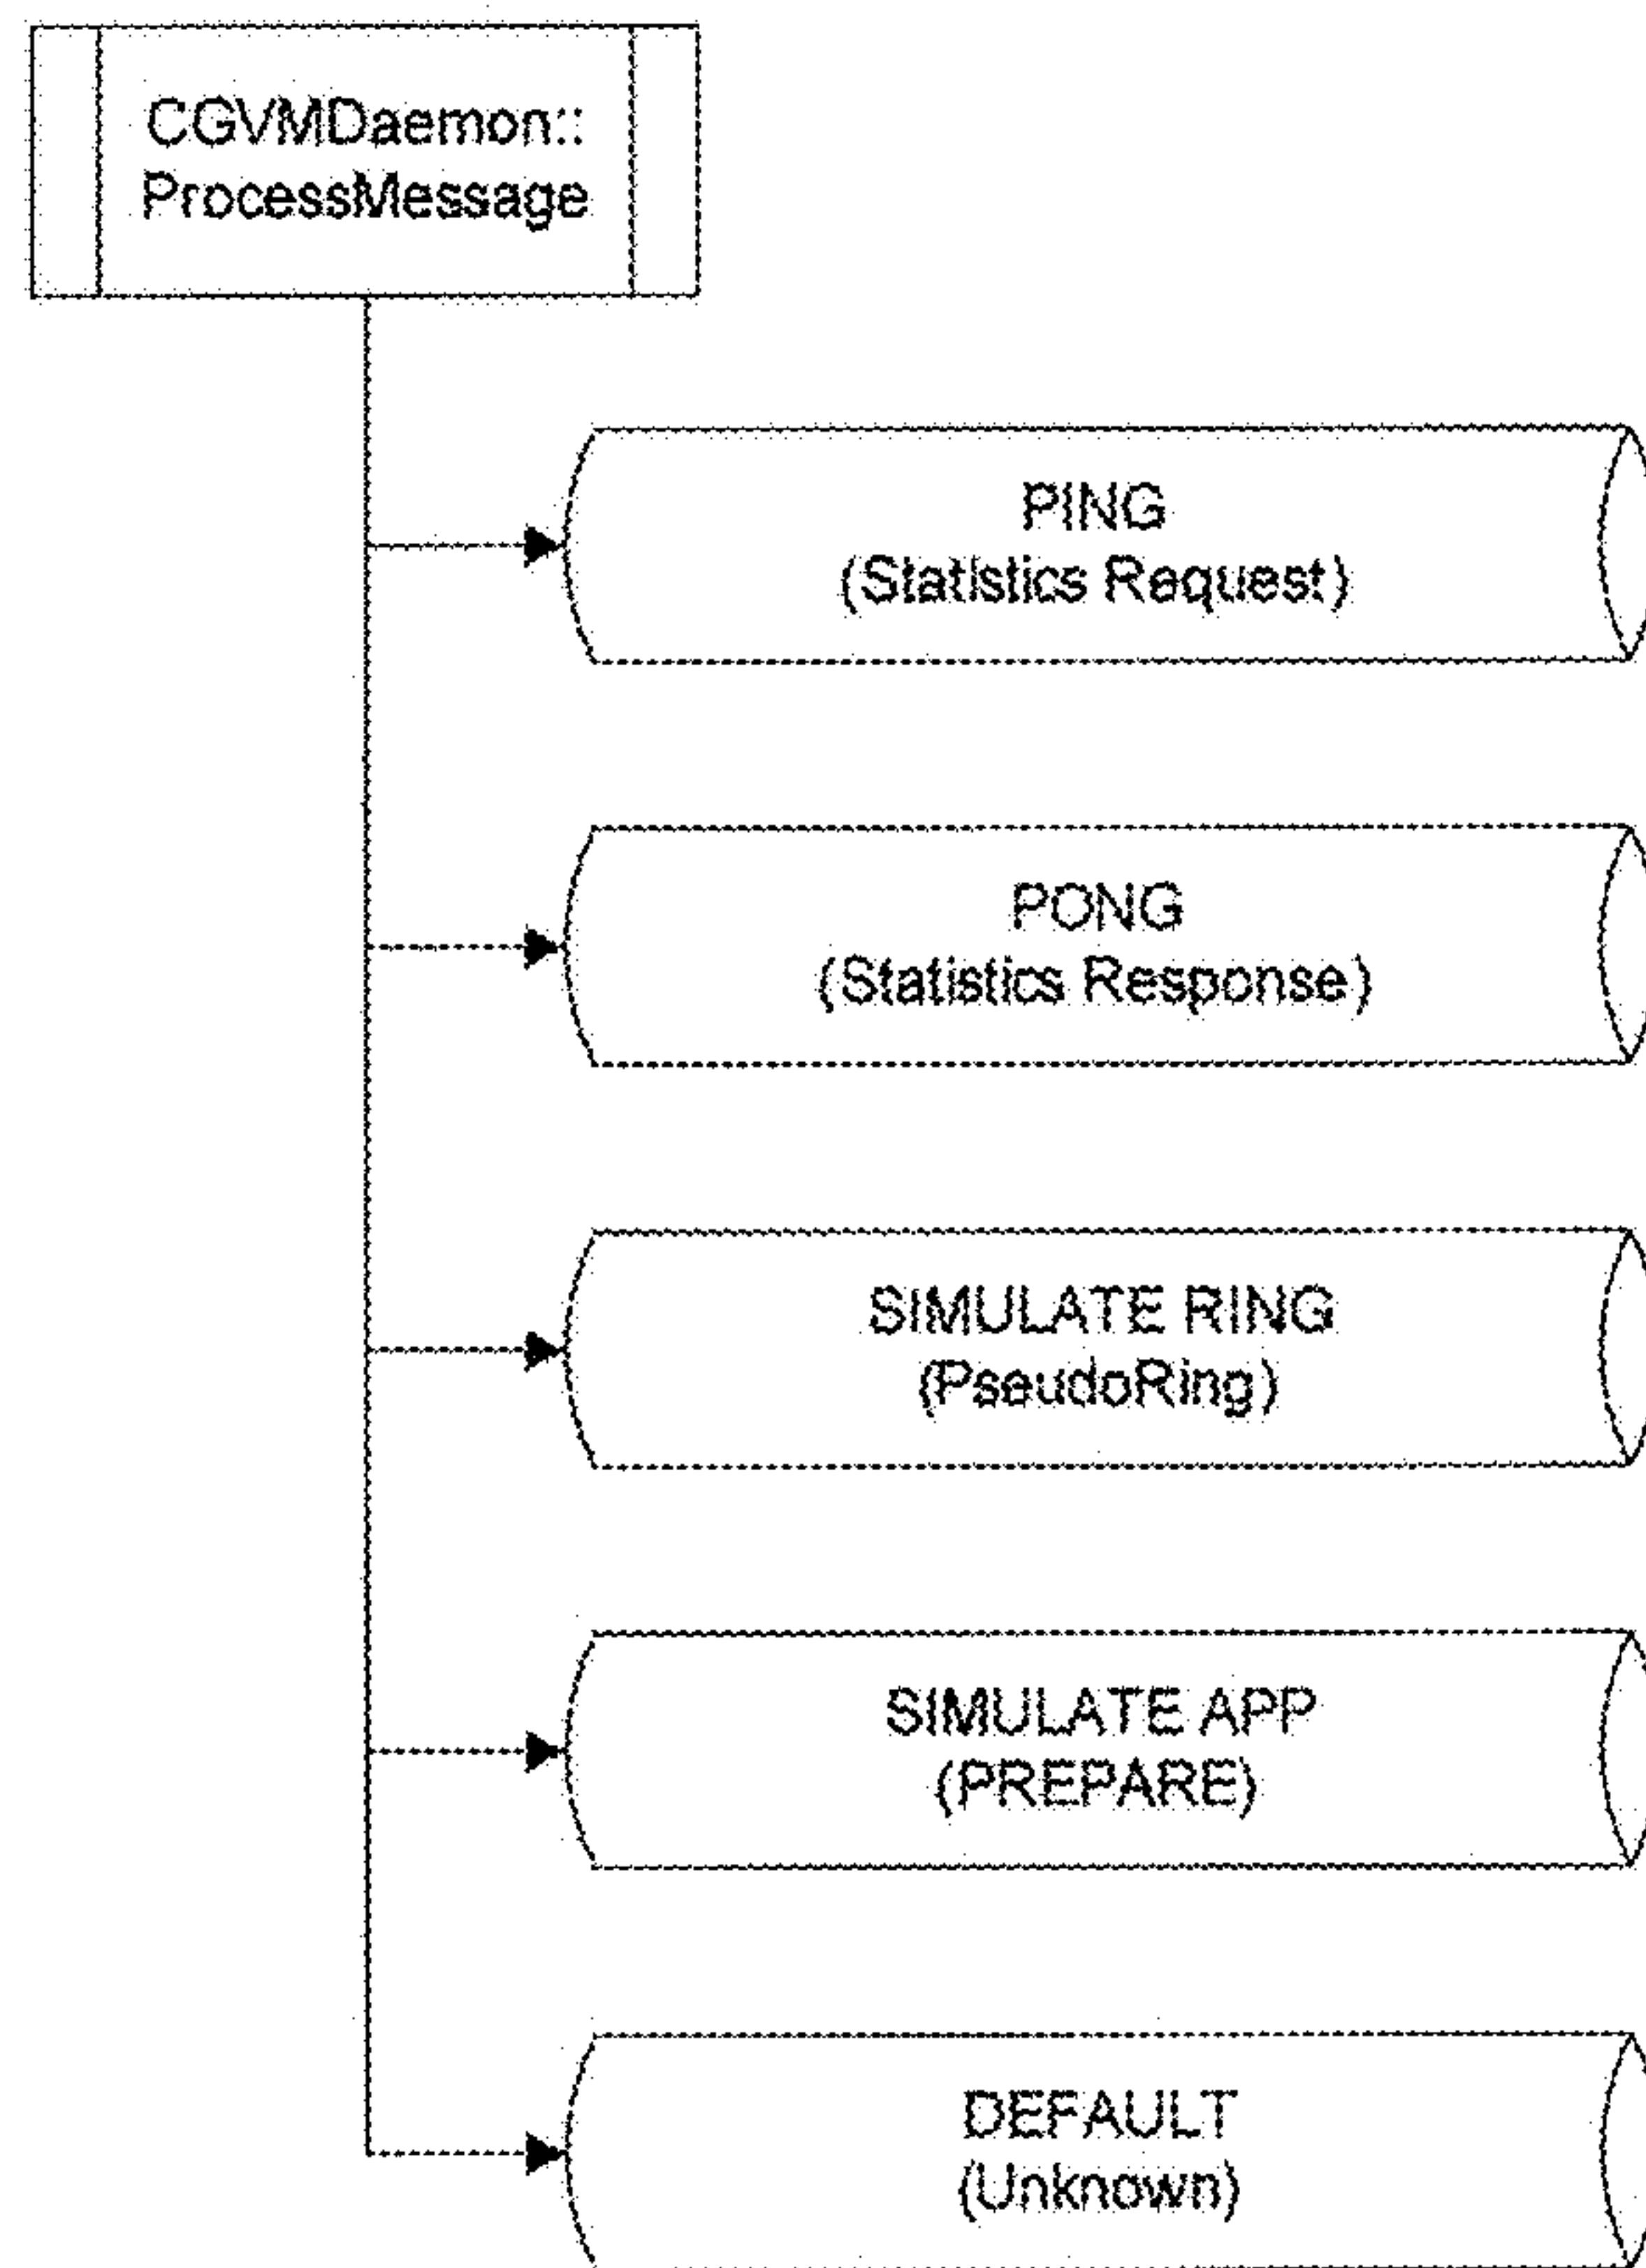 CGVMDaemon::
ProcessMessage
PING
(Statistics Request)
PONG
(Statistics Response)
SIMULATE RING
(PseudoRing)
SIMULATE APP
(PREPARE)
DEFAULT
(Unknown)